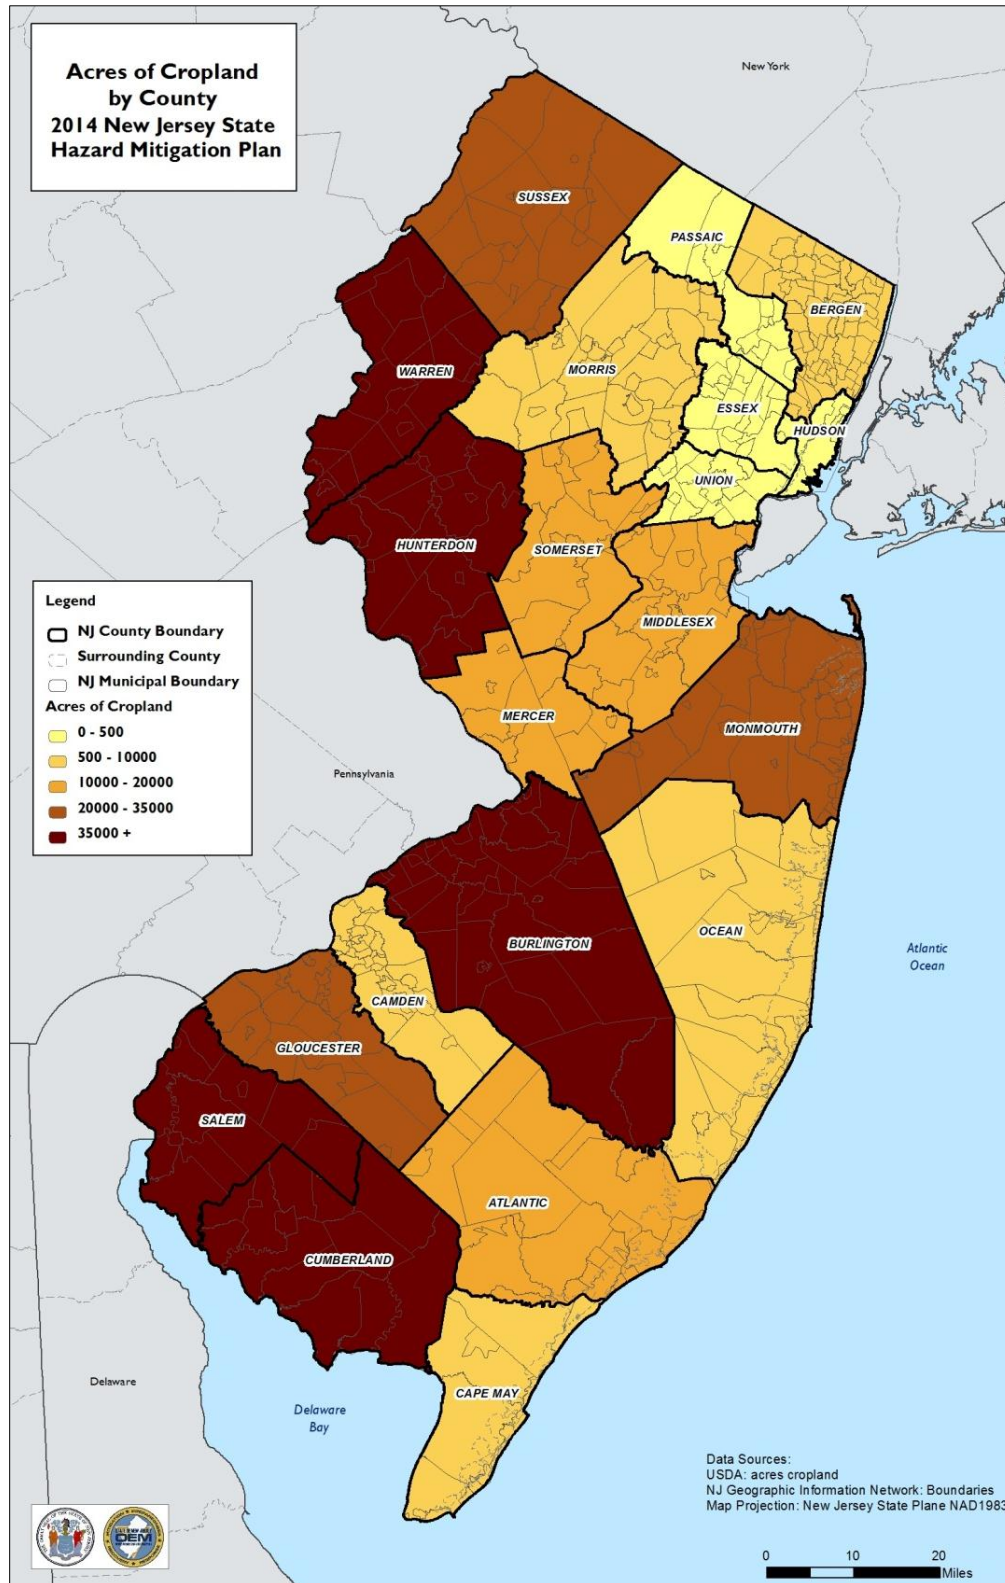 Acres of Cropland
by County
2014 New Jersey State
Hazard Mitigation Plan
New York
SUSSEX
PASSAIC
BERGEN
WARREN
MORRIS
ESSEX
HUDSON
UNION
HUNTERDON
SOMERSET
MIDDLESEX
MERCER
MONMOUTH
Legend
NJ County Boundary
Surrounding County
NJ Municipal Boundary
Acres of Cropland
0 - 500
500 - 10000
10000 - 20000
20000 - 35000
35000 +
Pennsylvania
OCEAN
BURLINGTON
Atlantic
Ocean
CAMDEN
GLOUCESTER
SALEM
ATLANTIC
CUMBERLAND
Delaware
CAPE MAY
Delaware
Bay
Data Sources:
USDA: acres cropland
NJ Geographic Information Network: Boundaries
Map Projection: New Jersey State Plane NAD1983
OEM
0 10 20
Miles